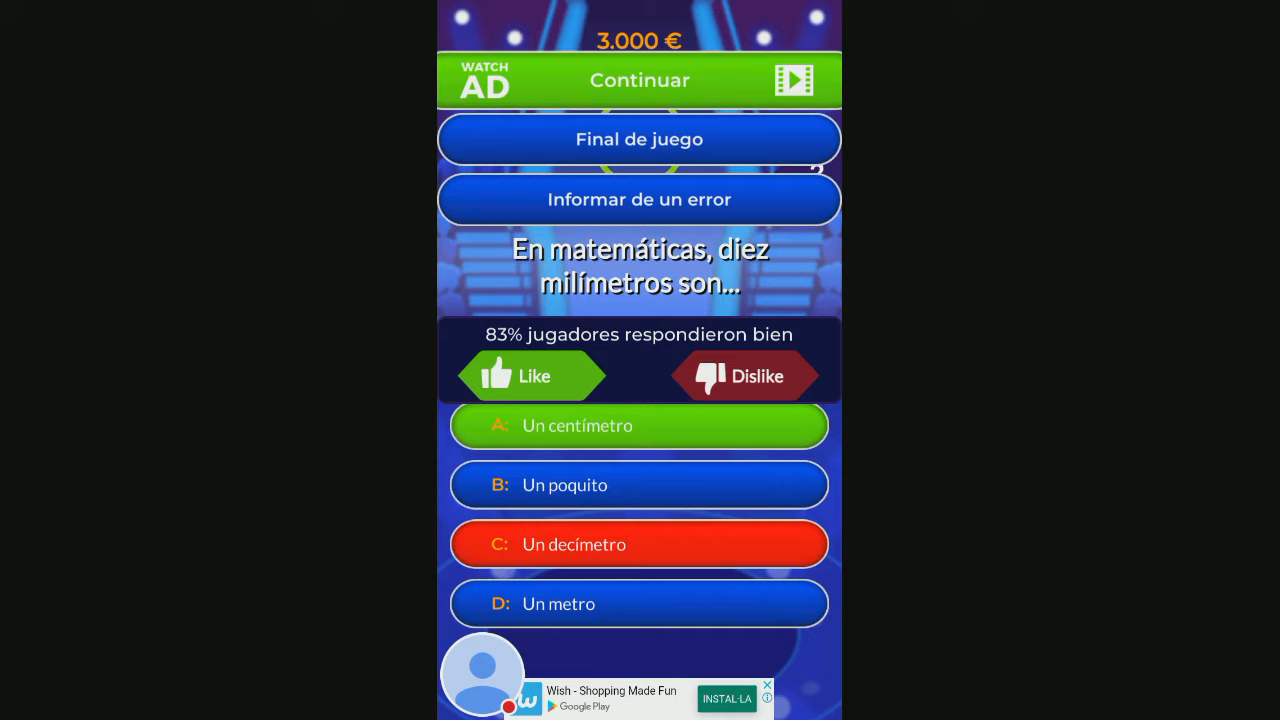 3.000 €
WATCH
AD
Continuar
Final de juego
?
Informar de un error
En matemáticas, diez
milímetros son...
83% jugadores respondieron bien
Like
Dislike
A: Un centímetro
B: Un poquito
C: Un decímetro
D: Un metro
w
Wish - Shopping Made Fun
Google Play
INSTAL·LA